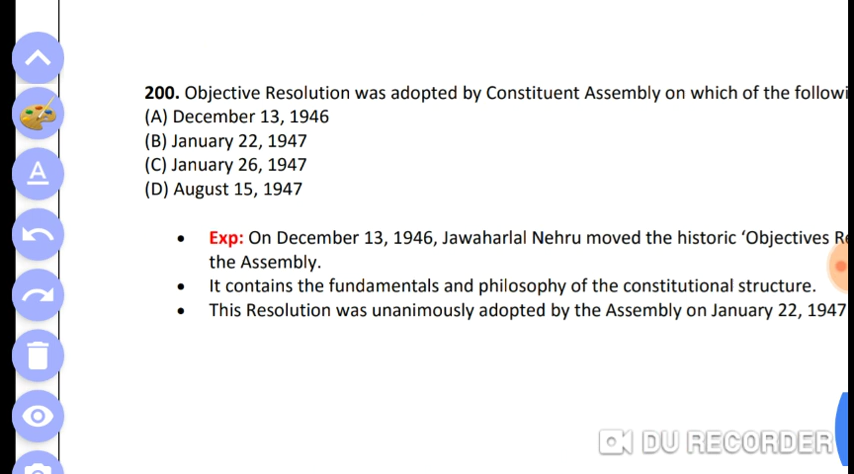 200. Objective Resolution was adopted by Constituent Assembly on which of the followi
(A) December 13, 1946
(B) January 22, 1947
(C) January 26, 1947
(D) August 15, 1947
• Exp: On December 13, 1946, Jawaharlal Nehru moved the historic ‘Objectives Re
the Assembly.
• It contains the fundamentals and philosophy of the constitutional structure.
• This Resolution was unanimously adopted by the Assembly on January 22, 1947
A
DU RECORDER